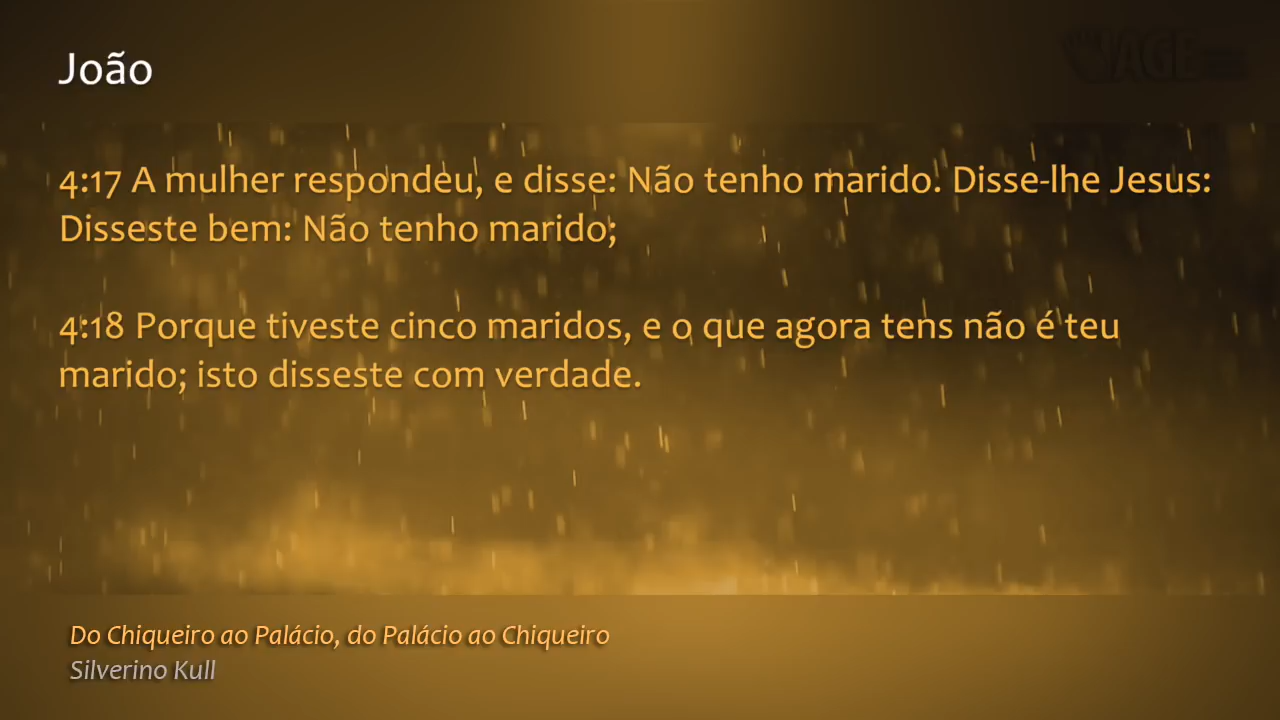 João
4:17 A mulher respondeu, e disse: Não tenho marido. Disse-lhe Jesus:
Disseste bem: Não tenho marido;
4:18 Porque tiveste cinco maridos, e o que agora tens não é teu
marido; isto disseste com verdade.
Do Chiqueiro ao Palácio, do Palácio ao Chiqueiro
Silverino Kull